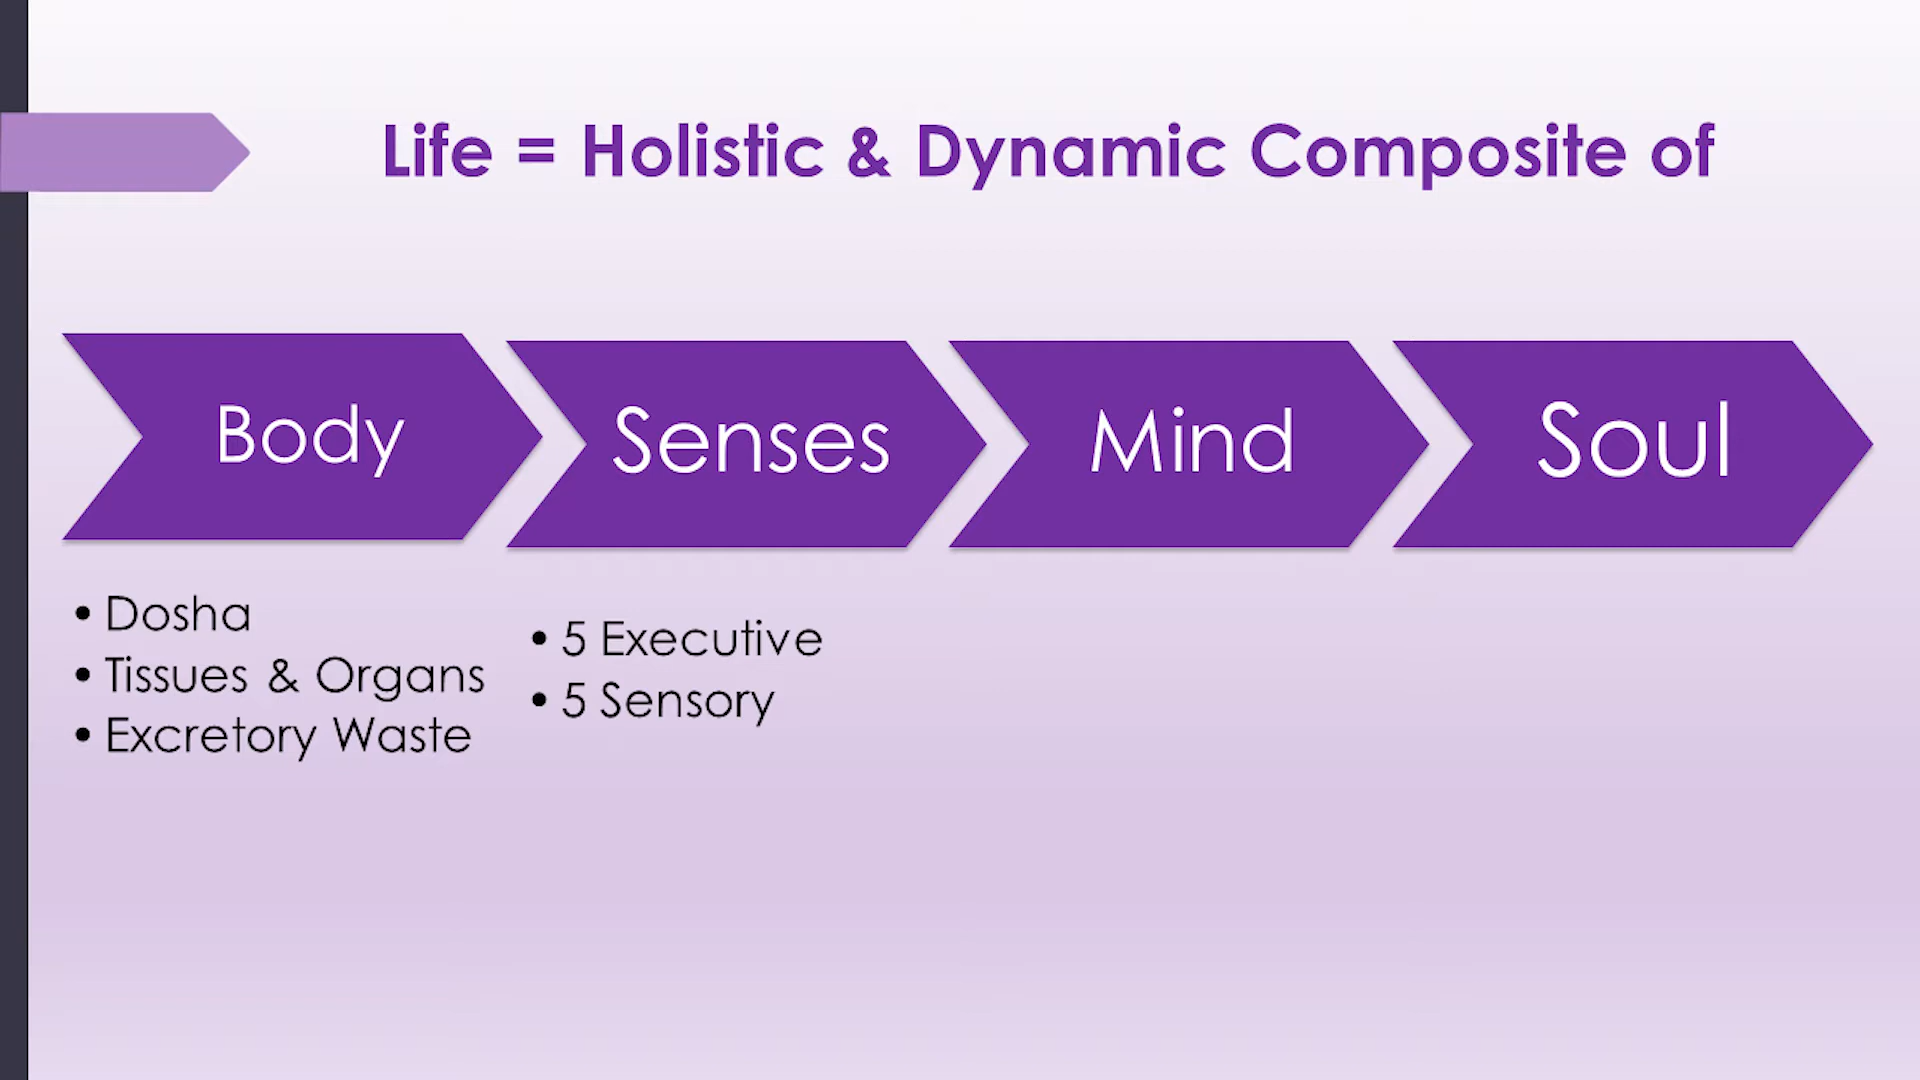 Life = Holistic & Dynamic Composite of
Body
Senses
Mind
Soul
• Dosha
• Tissues & Organs
• Excretory Waste
• 5 Executive
• 5 Sensory